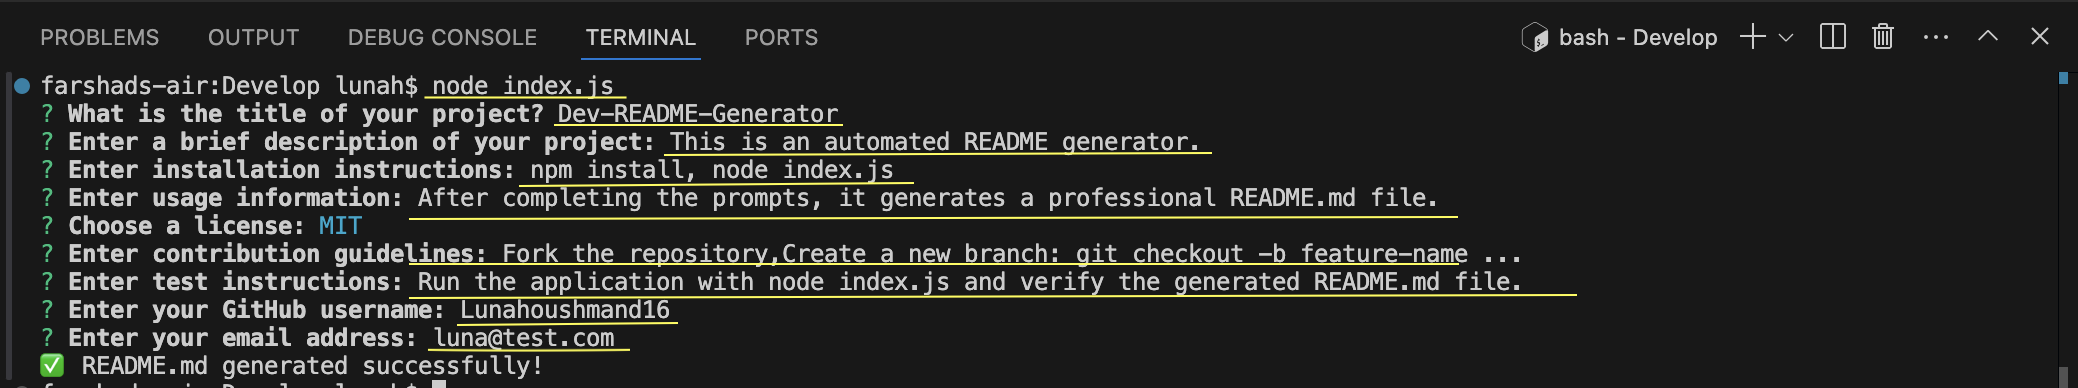 PROBLEMS OUTPUT DEBUG CONSOLE TERMINAL PORTS bash - Develop
farshads-air:Develop lunah$ node index.js
? What is the title of your project? Dev-README-Generator
? Enter a brief description of your project: This is an automated README generator.
? Enter installation instructions: npm install, node index.js
? Enter usage information: After completing the prompts, it generates a professional README.md file.
? Choose a license: MIT
? Enter contribution guidelines: Fork the repository,Create a new branch: git checkout -b feature-name ...
? Enter test instructions: Run the application with node index.js and verify the generated README.md file.
? Enter your GitHub username: Lunahoushmand16
? Enter your email address: luna@test.com
✅ README.md generated successfully!
farshads-air:Develop lunah$